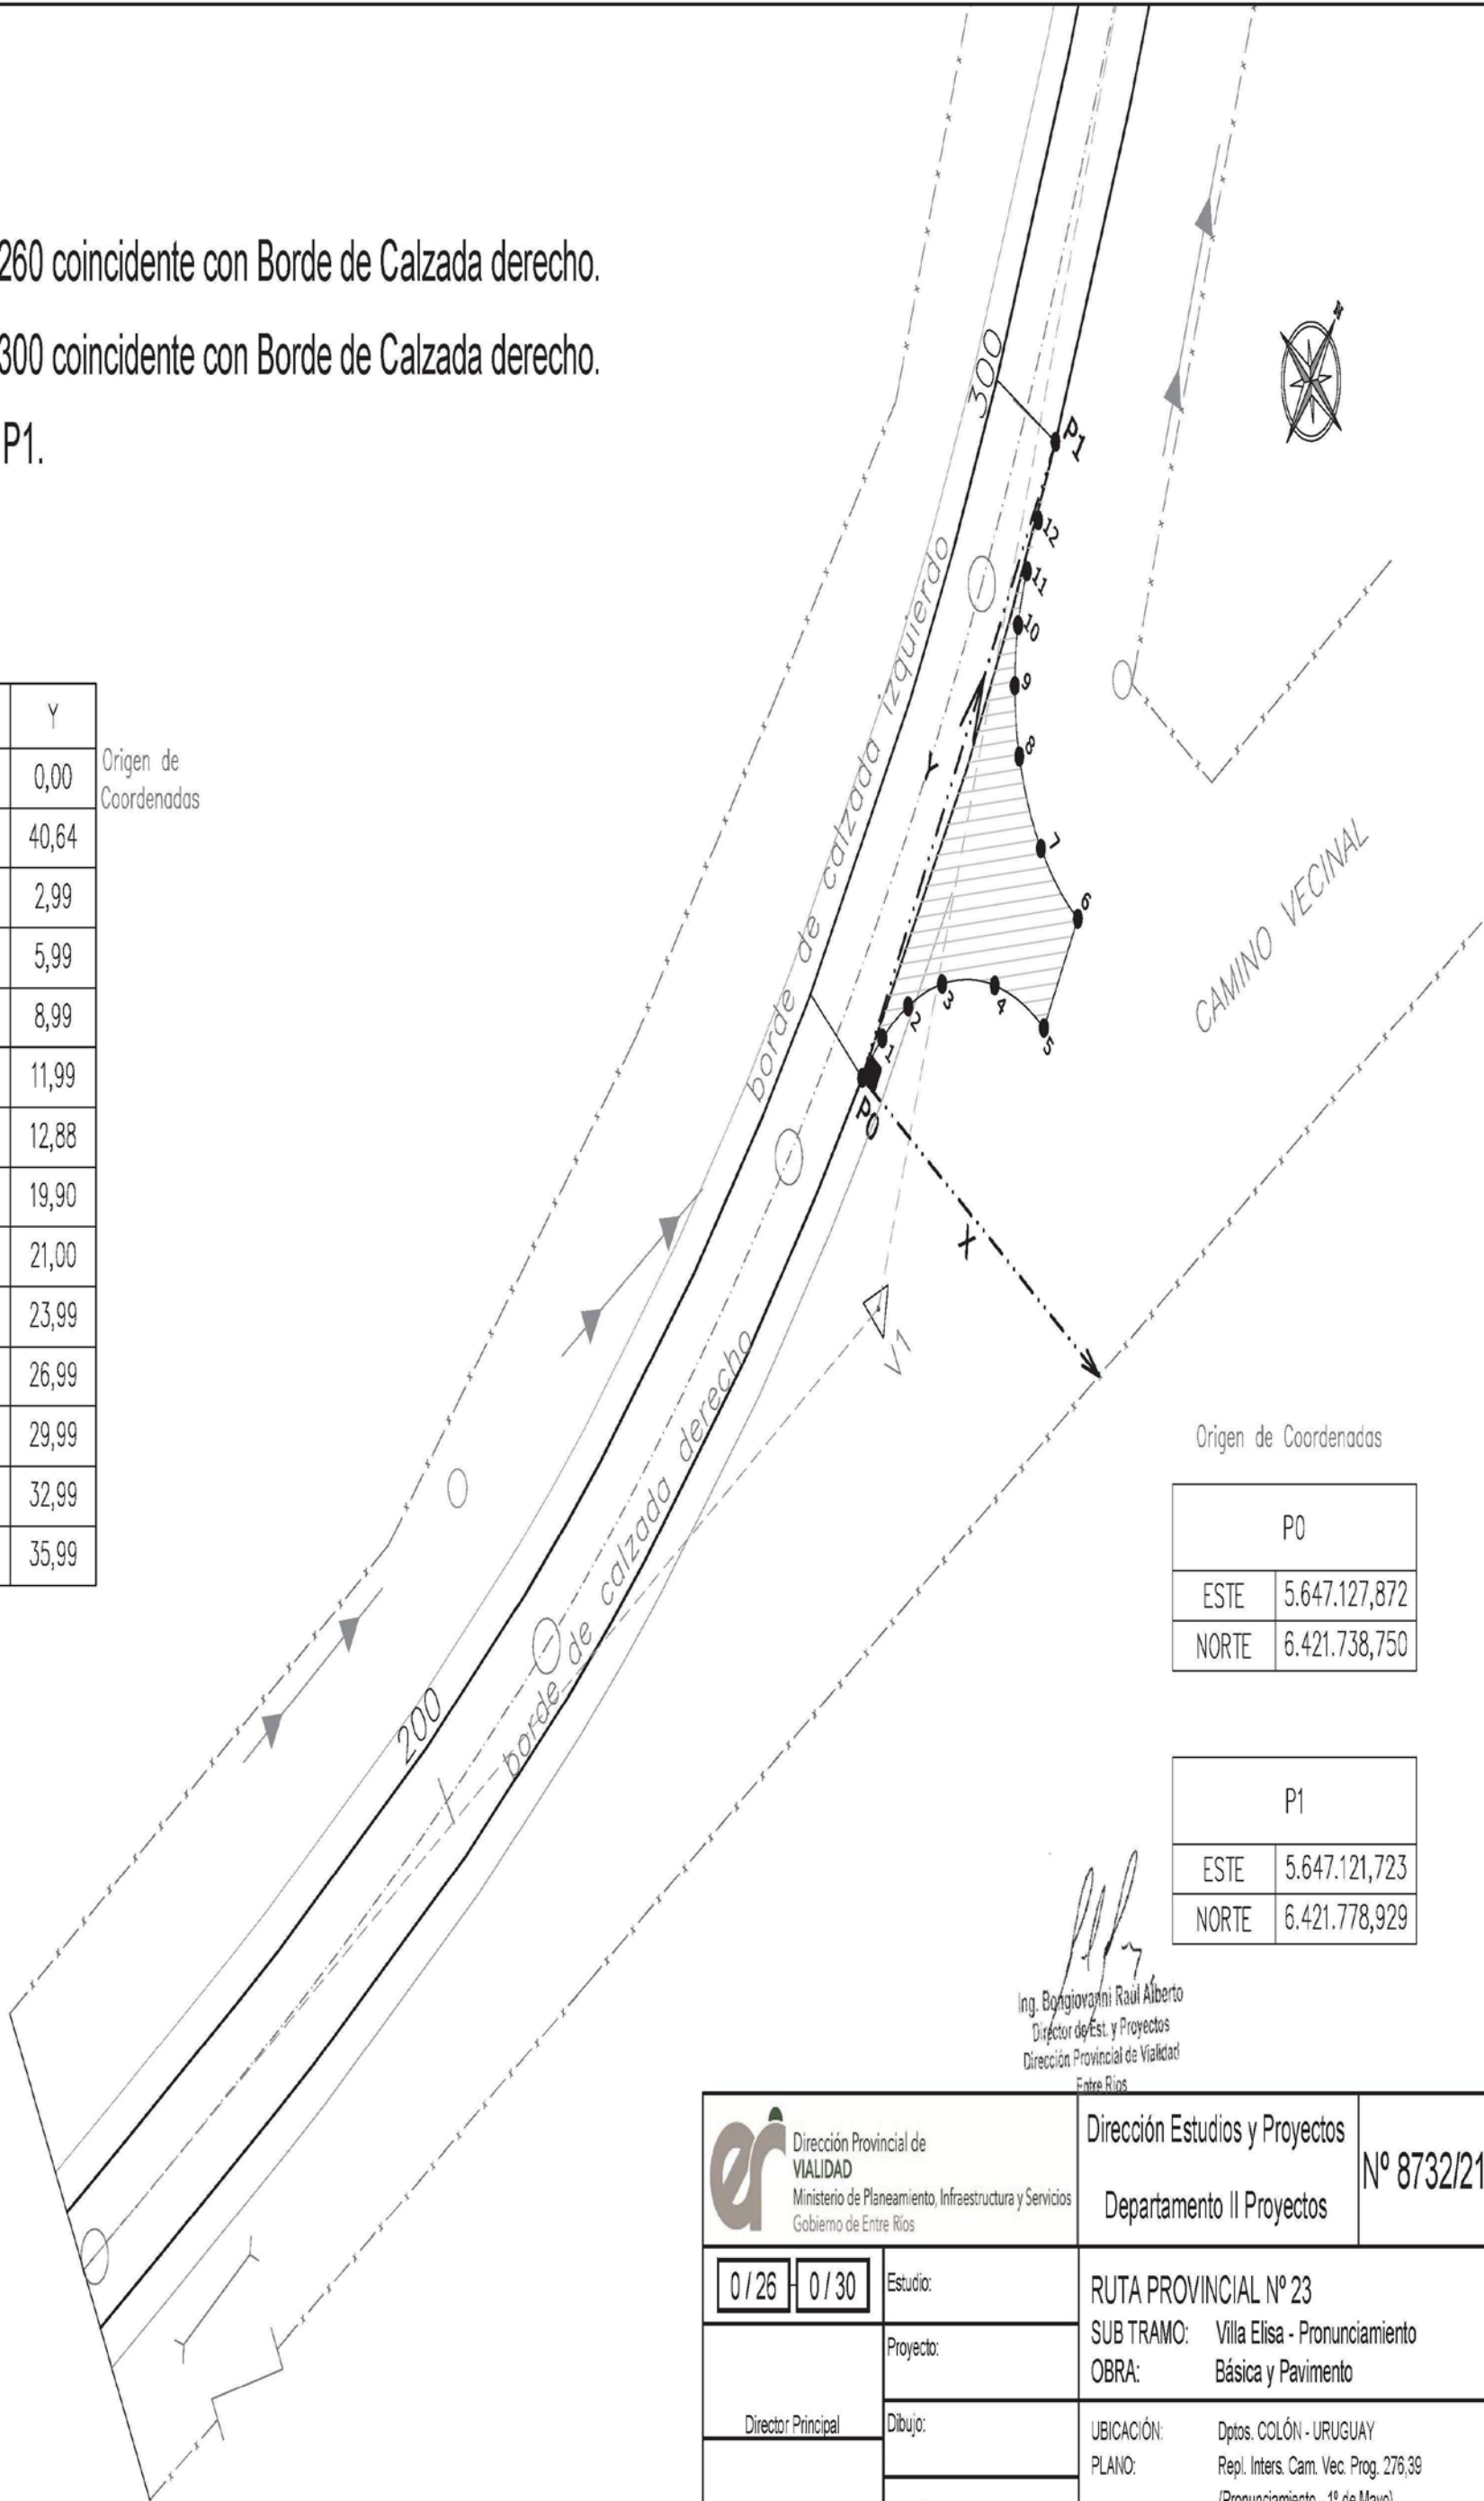 260 coincidente con Borde de Calzada derecho.
300 coincidente con Borde de Calzada derecho.
P1.
Y
0,00
Origen de
Coordenadas
40,64
2,99
5,99
8,99
11,99
12,88
19,90
21,00
23,99
26,99
29,99
32,99
35,99
300
P1
12
11
10
9
8
7
6
5
4
3
2
1
P0
Y
X
V1
N
borde de calzada izquierdo
borde de calzada derecho
200
CAMINO VECINAL
Origen de Coordenadas
P0
ESTE 5.647.127,872
NORTE 6.421.738,750
P1
ESTE 5.647.121,723
NORTE 6.421.778,929
Ing. Bongiovanni Raúl Alberto
Director de Est. y Proyectos
Dirección Provincial de Vialidad
Entre Ríos
er
Dirección Provincial de
VIALIDAD
Ministerio de Planeamiento, Infraestructura y Servicios
Gobierno de Entre Ríos
Dirección Estudios y Proyectos
Departamento II Proyectos
Nº 8732/21
0 / 26
0 / 30
Estudio:
Proyecto:
Director Principal
Dibujo:
RUTA PROVINCIAL Nº 23
SUB TRAMO: Villa Elisa - Pronunciamiento
OBRA: Básica y Pavimento
UBICACIÓN: Dptos. COLÓN - URUGUAY
PLANO: Repl. Inters. Cam. Vec. Prog. 276,39
(Pronunciamiento - 1º de Mayo)